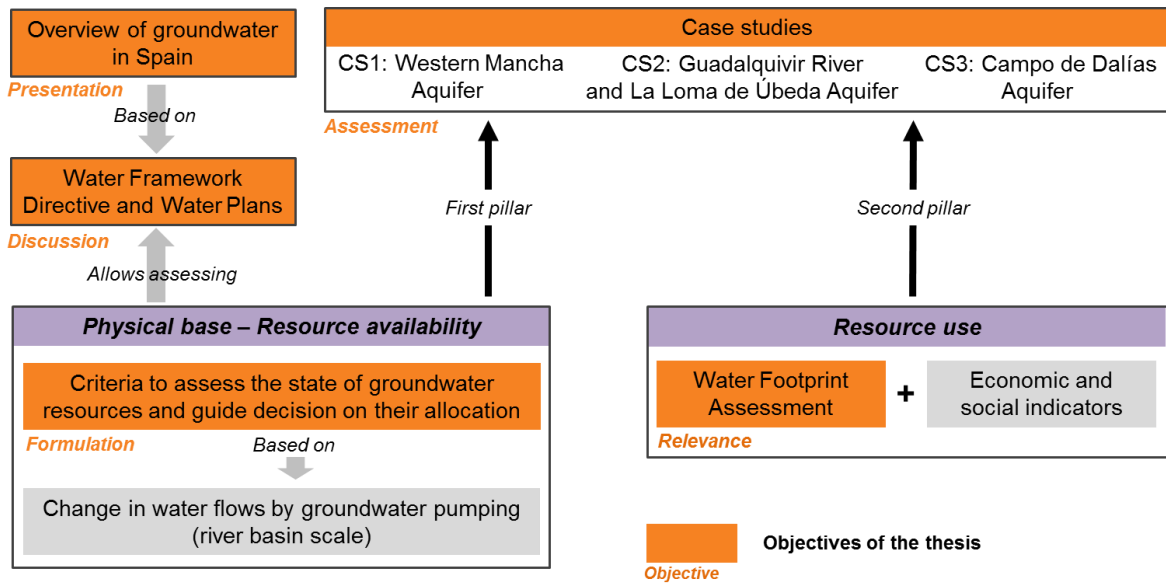 Overview of groundwater
in Spain
Presentation
Based on
Water Framework
Directive and Water Plans
Discussion
Allows assessing
Case studies
CS1: Western Mancha
Aquifer
CS2: Guadalquivir River
and La Loma de Úbeda Aquifer
CS3: Campo de Dalías
Aquifer
Assessment
First pillar
Second pillar
Physical base – Resource availability
Criteria to assess the state of groundwater
resources and guide decision on their allocation
Formulation
Based on
Change in water flows by groundwater pumping
(river basin scale)
Resource use
Water Footprint
Assessment
+
Economic and
social indicators
Relevance
Objectives of the thesis
Objective